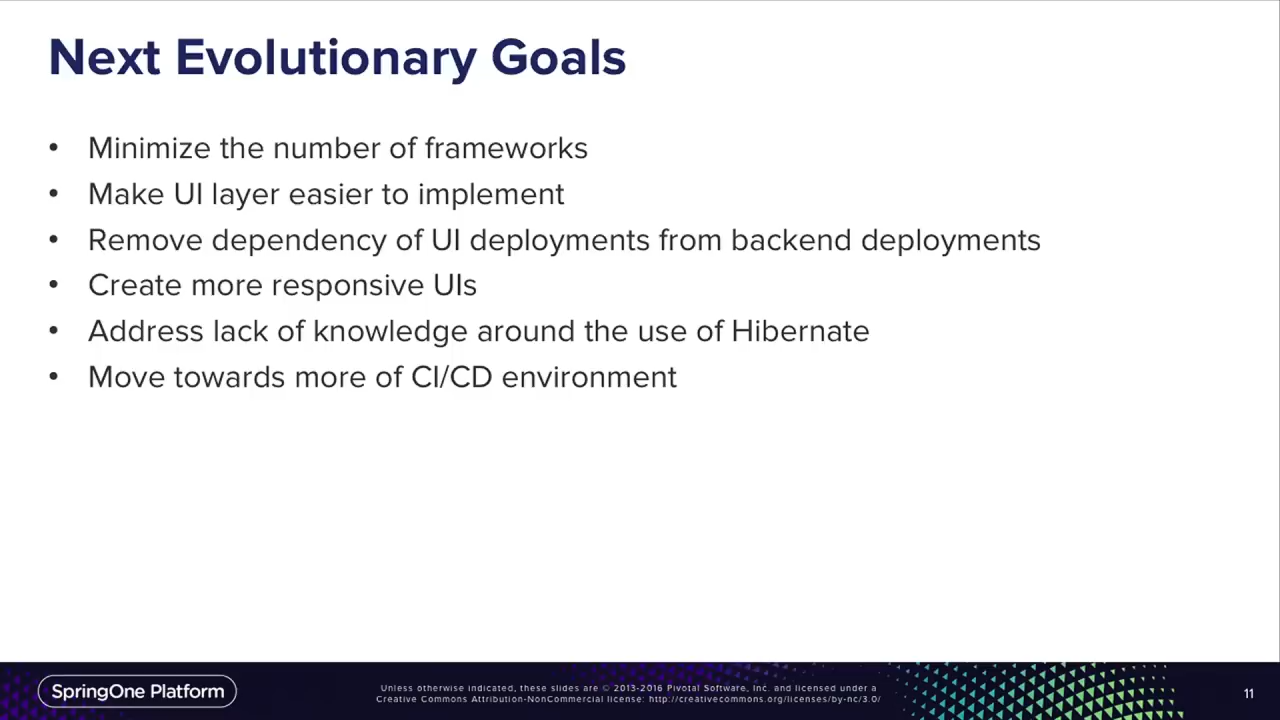 Next Evolutionary Goals
• Minimize the number of frameworks
• Make UI layer easier to implement
• Remove dependency of UI deployments from backend deployments
• Create more responsive UIs
• Address lack of knowledge around the use of Hibernate
• Move towards more of CI/CD environment
SpringOne Platform
Unless otherwise indicated, these slides are © 2013-2016 Pivotal Software, Inc. and licensed under a
Creative Commons Attribution-NonCommercial license: http://creativecommons.org/licenses/by-nc/3.0/
11